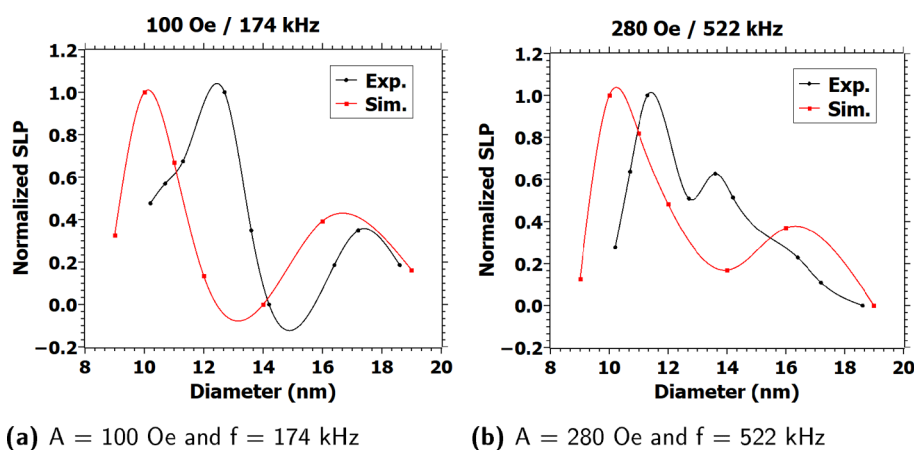 100 Oe / 174 kHz
Normalized SLP
1.2
1.0
0.8
0.6
0.4
0.2
0.0
−0.2
Exp.
Sim.
8 10 12 14 16 18 20
Diameter (nm)
(a) A = 100 Oe and f = 174 kHz
280 Oe / 522 kHz
Normalized SLP
1.2
1.0
0.8
0.6
0.4
0.2
0.0
−0.2
Exp.
Sim.
8 10 12 14 16 18 20
Diameter (nm)
(b) A = 280 Oe and f = 522 kHz